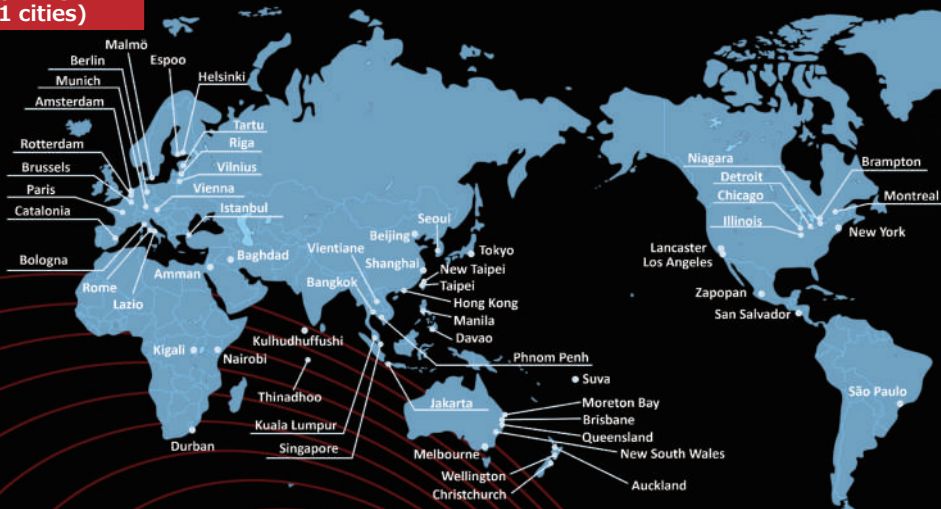 1 cities)
Malmö
Berlin
Espoo
Munich
Helsinki
Amsterdam
Tartu
Rotterdam
Riga
Brussels
Vilnius
Paris
Vienna
Catalonia
Istanbul
Bologna
Rome
Lazio
Amman
Baghdad
Vientiane
Bangkok
Beijing
Seoul
Tokyo
Shanghai
New Taipei
Taipei
Hong Kong
Manila
Davao
Phnom Penh
Kulhudhuffushi
Thinadhoo
Kigali
Nairobi
Durban
Kuala Lumpur
Singapore
Jakarta
Suva
Moreton Bay
Brisbane
Queensland
New South Wales
Melbourne
Wellington
Christchurch
Auckland
Niagara
Detroit
Chicago
Illinois
Brampton
Montreal
New York
Lancaster
Los Angeles
Zapopan
San Salvador
São Paulo